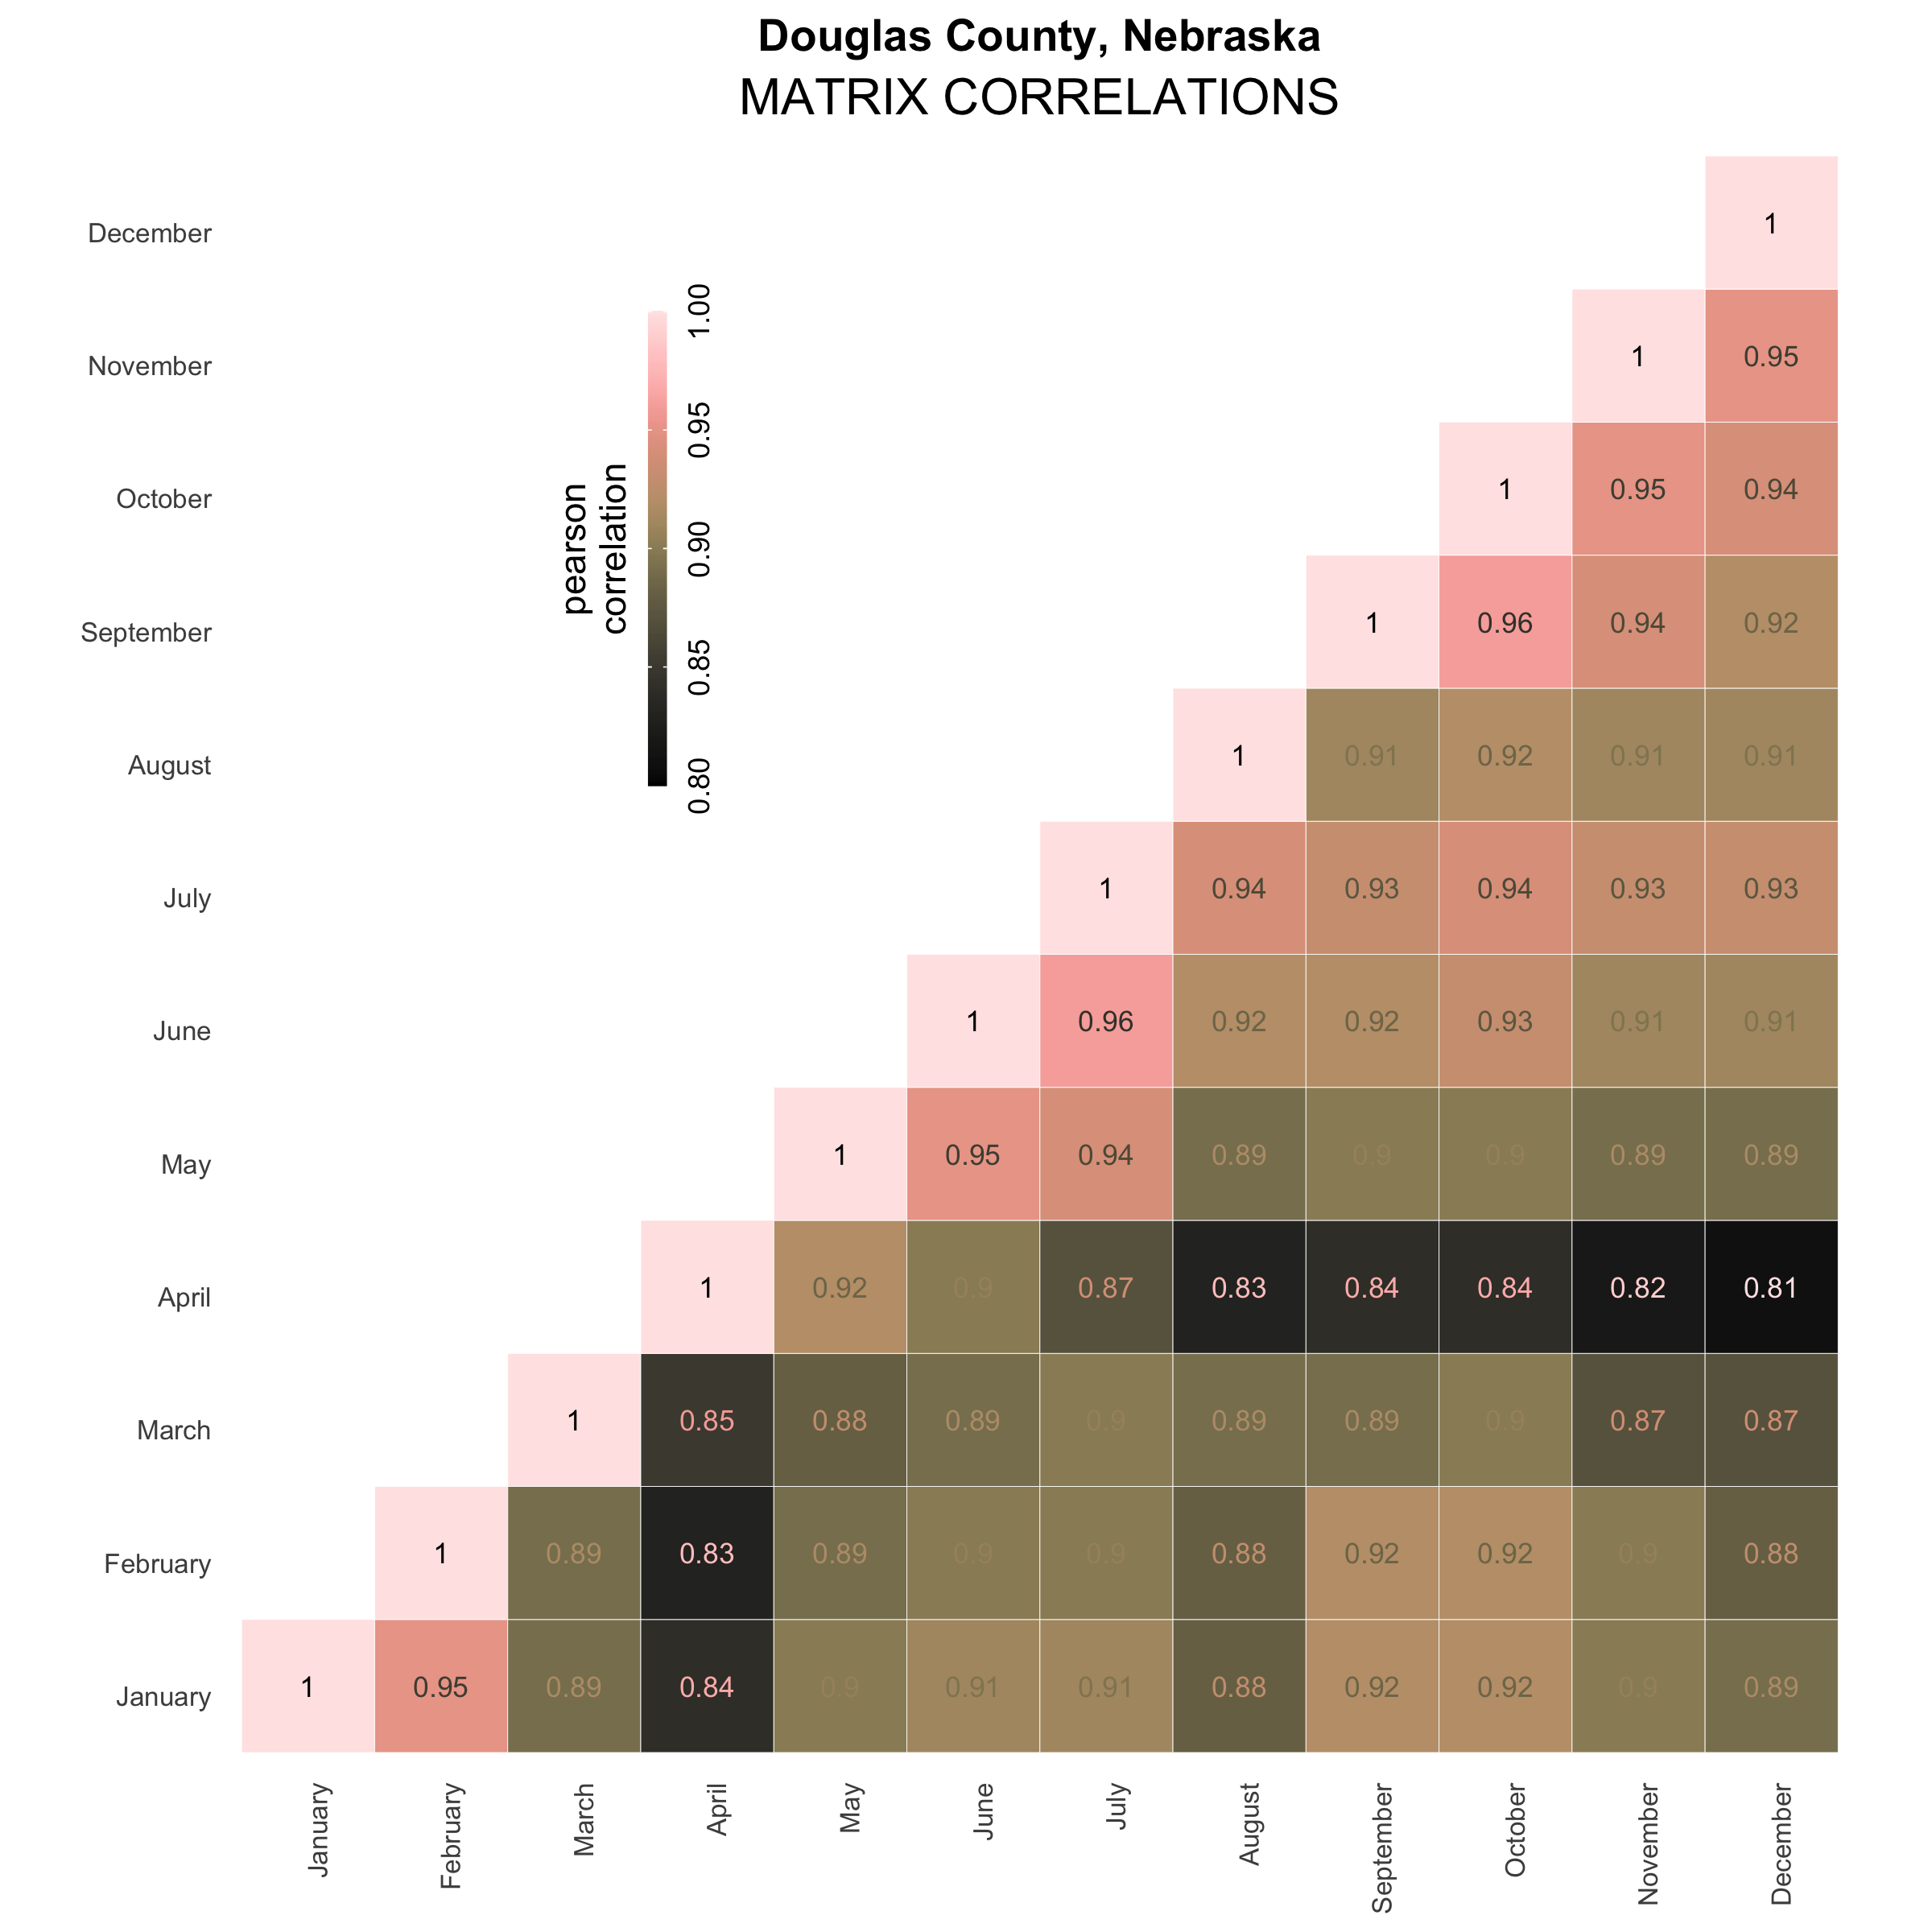 Douglas County, Nebraska
MATRIX CORRELATIONS
pearson
correlation
1.00
0.95
0.90
0.85
0.80
December 1
November 1 0.95
October 1 0.95 0.94
September 1 0.96 0.94 0.92
August 1 0.91 0.92 0.91 0.91
July 1 0.94 0.93 0.94 0.93 0.93
June 1 0.96 0.92 0.92 0.93 0.91 0.91
May 1 0.95 0.94 0.89 0.9 0.9 0.89 0.89
April 1 0.92 0.9 0.87 0.83 0.84 0.84 0.82 0.81
March 1 0.85 0.88 0.89 0.9 0.89 0.89 0.9 0.87 0.87
February 1 0.89 0.83 0.89 0.9 0.9 0.88 0.92 0.92 0.9 0.88
January 1 0.95 0.89 0.84 0.9 0.91 0.91 0.88 0.92 0.92 0.9 0.89
January
February
March
April
May
June
July
August
September
October
November
December